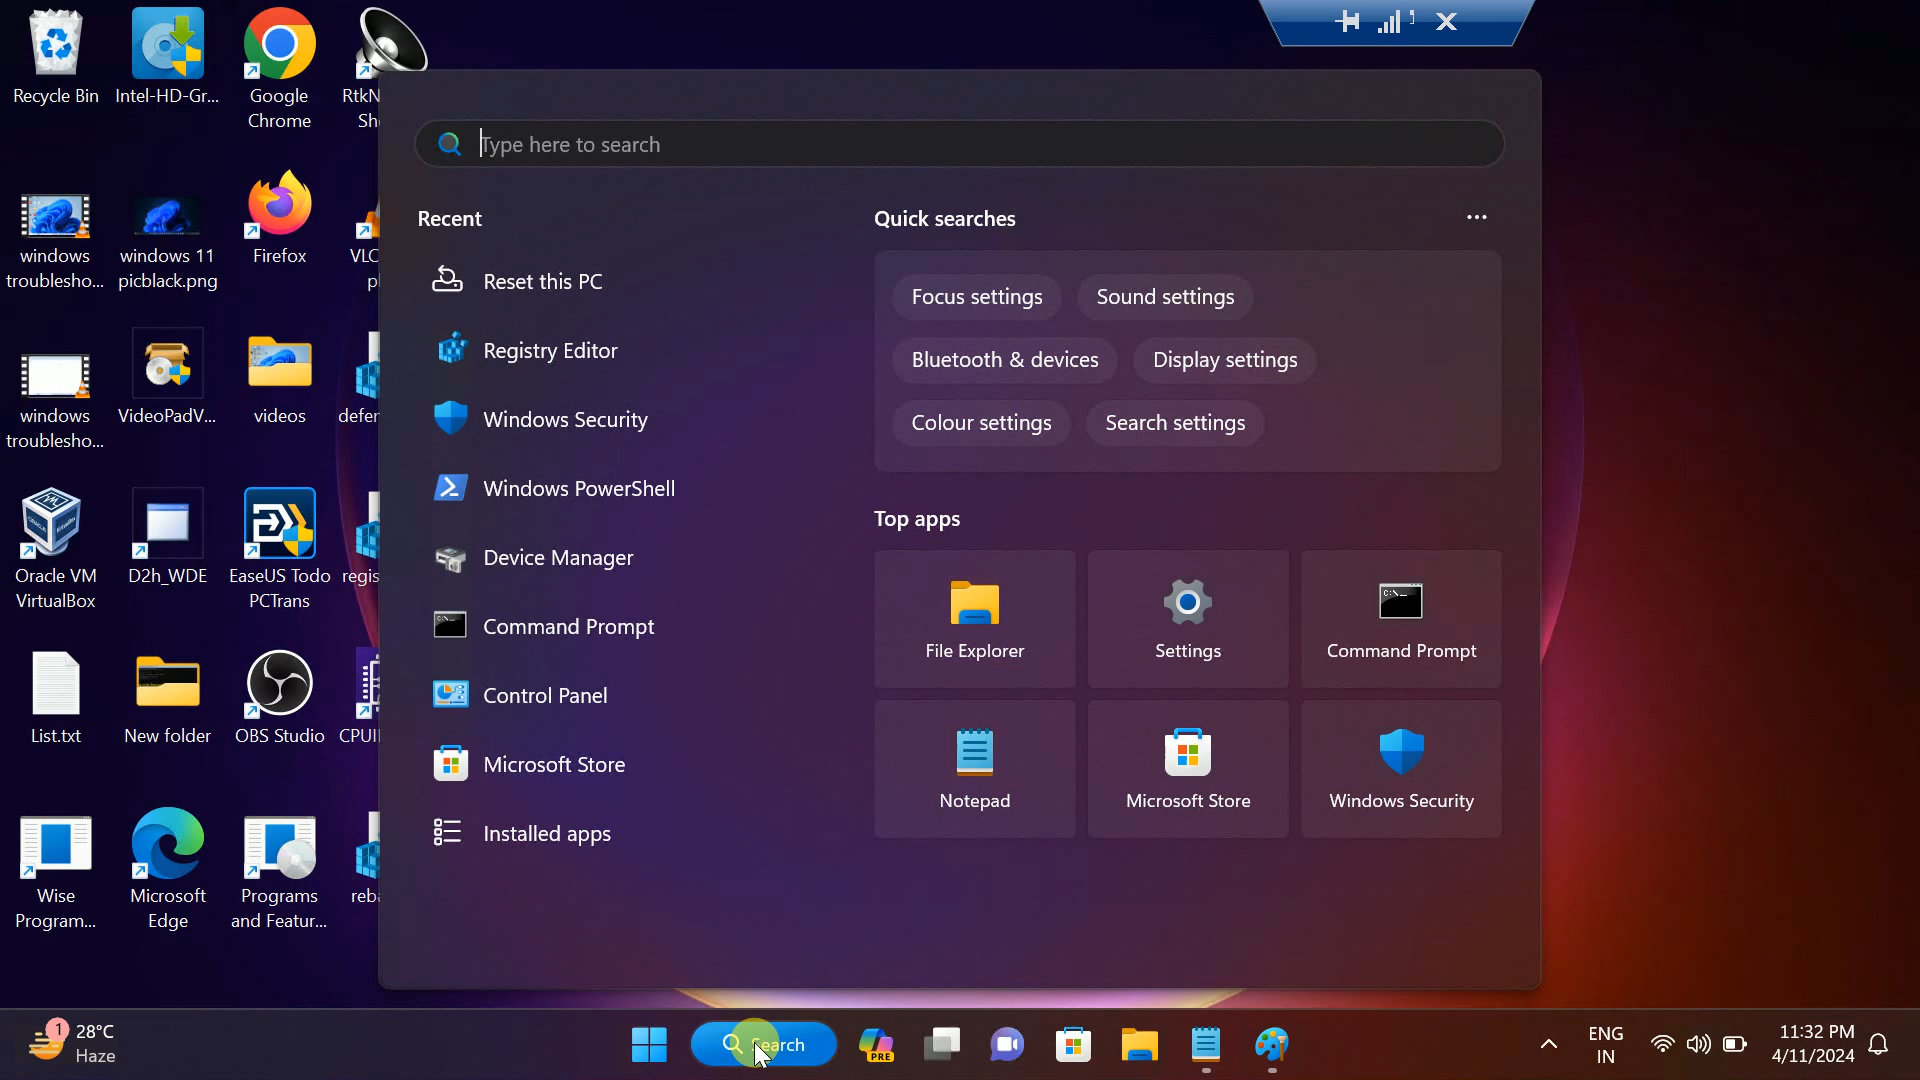 Recycle Bin
Intel-HD-Gr...
Google
Chrome
RtkN
Sh
windows
troublesho...
windows 11
picblack.png
Firefox
VLC
pl
windows
troublesho...
VideoPadV...
videos
defer
Oracle VM
VirtualBox
D2h_WDE
EaseUS Todo
PCTrans
regis
List.txt
New folder
OBS Studio
CPUI
Wise
Program...
Microsoft
Edge
Programs
and Featur...
reba
Type here to search
Recent
Reset this PC
Registry Editor
Windows Security
Windows PowerShell
Device Manager
Command Prompt
Control Panel
Microsoft Store
Installed apps
Quick searches
Focus settings
Sound settings
Bluetooth & devices
Display settings
Colour settings
Search settings
Top apps
File Explorer
Settings
Command Prompt
Notepad
Microsoft Store
Windows Security
1
28°C
Haze
Search
PRE
ENG
IN
11:32 PM
4/11/2024